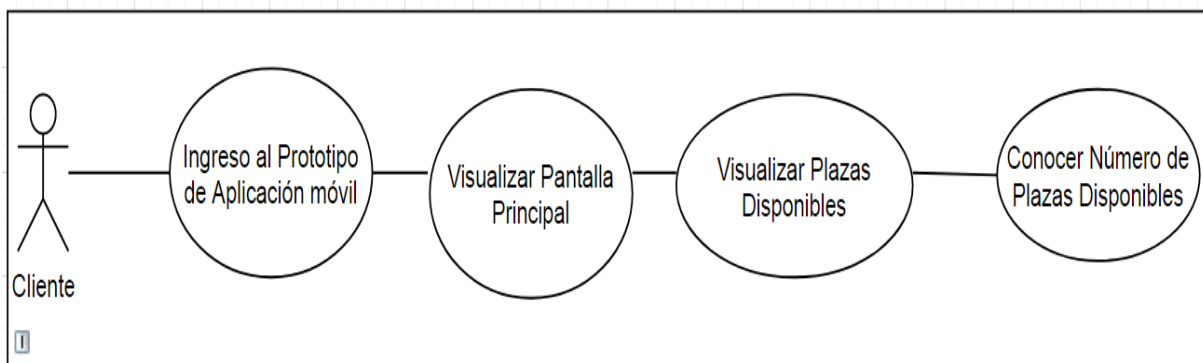 Cliente
Ingreso al Prototipo
de Aplicación móvil
Visualizar Pantalla
Principal
Visualizar Plazas
Disponibles
Conocer Número de
Plazas Disponibles
I